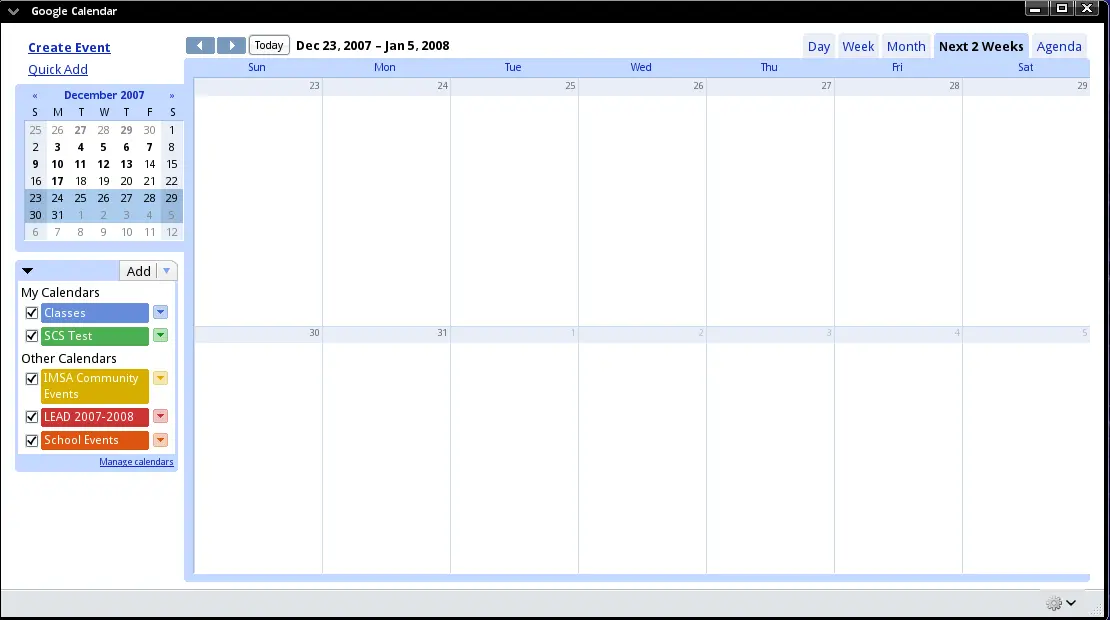 Google Calendar
Create Event
Quick Add
Today
Dec 23, 2007 – Jan 5, 2008
Day
Week
Month
Next 2 Weeks
Agenda
« December 2007 »
S M T W T F S
25 26 27 28 29 30 1
2 3 4 5 6 7 8
9 10 11 12 13 14 15
16 17 18 19 20 21 22
23 24 25 26 27 28 29
30 31 1 2 3 4 5
6 7 8 9 10 11 12
Add
My Calendars
Classes
SCS Test
Other Calendars
IMSA Community
Events
LEAD 2007-2008
School Events
Manage calendars
Sun Mon Tue Wed Thu Fri Sat
23 24 25 26 27 28 29
30 31 1 2 3 4 5